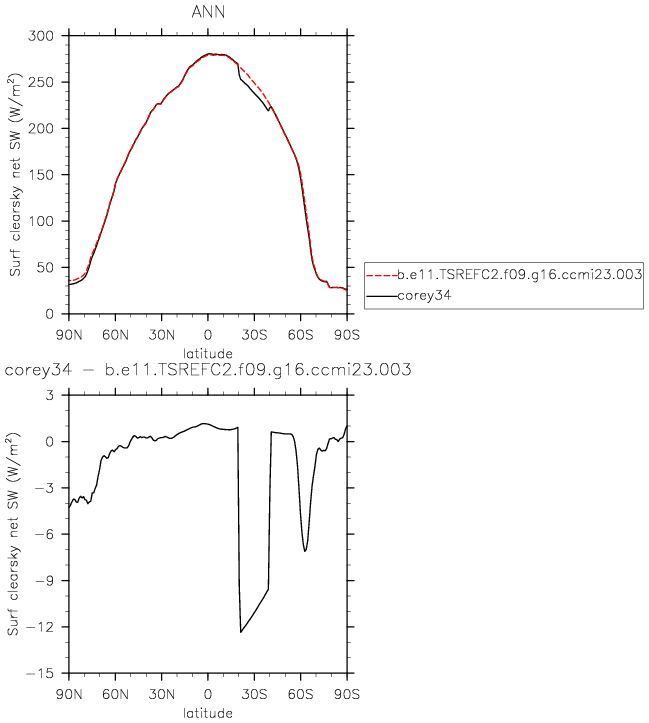 ANN
300
250
200
150
100
50
0
Surf clearsky net SW (W/m²)
90N 60N 30N 0 30S 60S 90S
latitude
b.e11.TSREFC2.f09.g16.ccmi23.003
corey34
corey34 − b.e11.TSREFC2.f09.g16.ccmi23.003
3
0
−3
−6
−9
−12
−15
Surf clearsky net SW (W/m²)
90N 60N 30N 0 30S 60S 90S
latitude